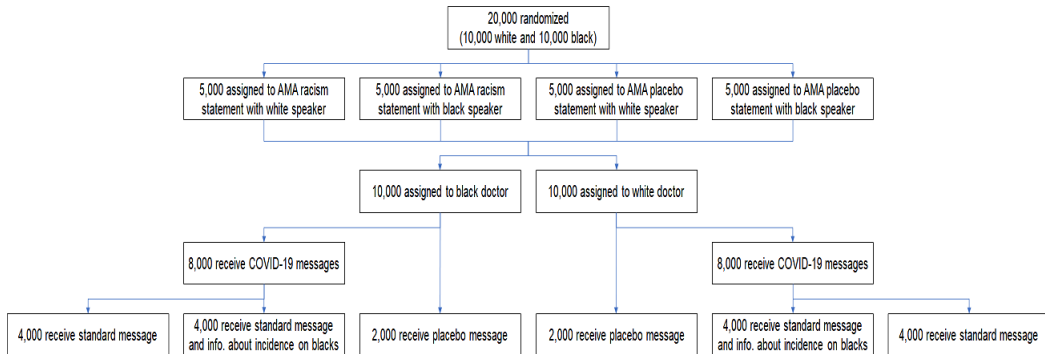 20,000 randomized
(10,000 white and 10,000 black)
5,000 assigned to AMA racism
statement with white speaker
5,000 assigned to AMA racism
statement with black speaker
5,000 assigned to AMA placebo
statement with white speaker
5,000 assigned to AMA placebo
statement with black speaker
10,000 assigned to black doctor
10,000 assigned to white doctor
8,000 receive COVID-19 messages
8,000 receive COVID-19 messages
4,000 receive standard message
4,000 receive standard message
and info. about incidence on blacks
2,000 receive placebo message
2,000 receive placebo message
4,000 receive standard message
and info. about incidence on blacks
4,000 receive standard message